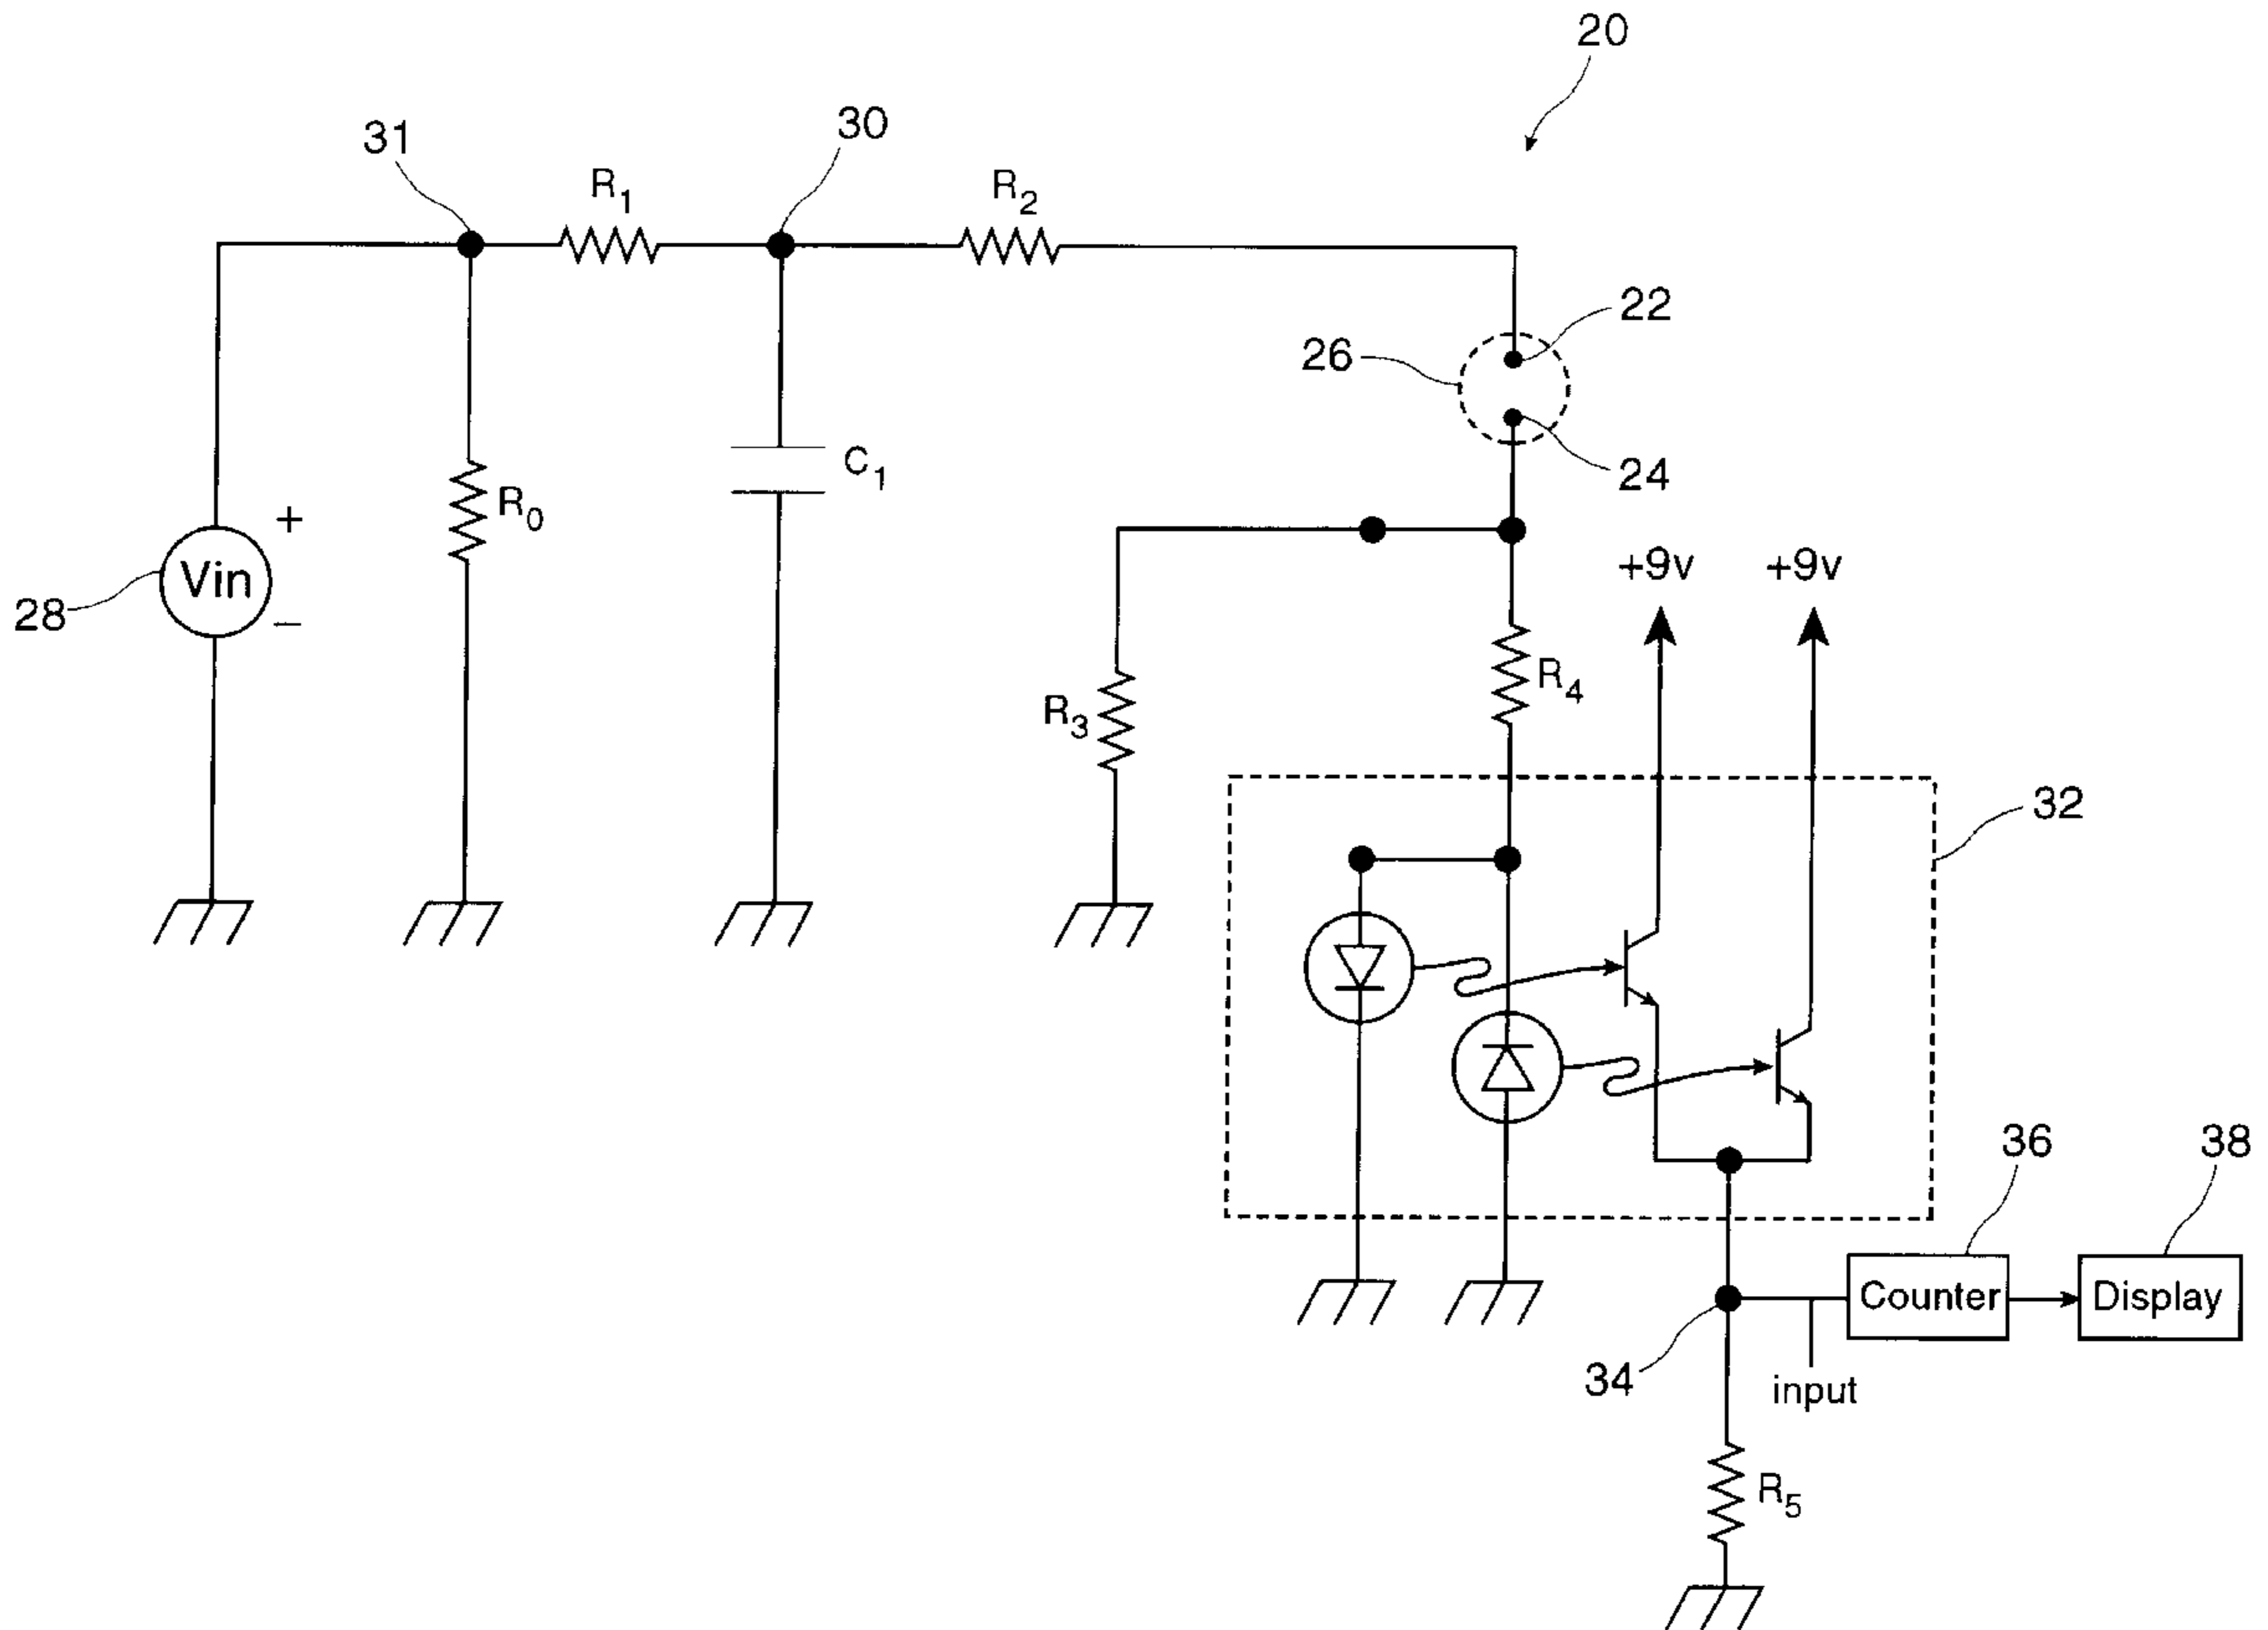 20
31
30
R1
R2
22
26
24
C1
R0
+
Vin
−
28
+9v +9v
R4
R3
32
36
38
Counter
Display
34
input
R5